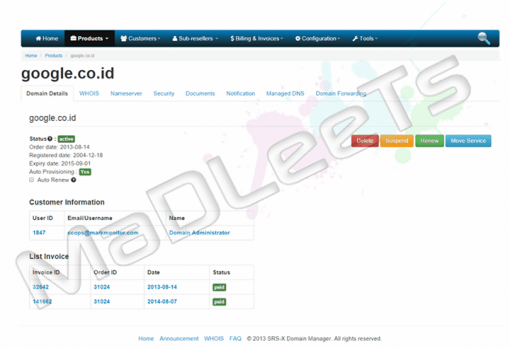 Home Products Customers Sub-resellers $ Billing & Invoices Configuration Tools
Home / Products / google.co.id
google.co.id
Domain Details WHOIS Nameserver Security Documents Notification Managed DNS Domain Forwarding
google.co.id
Status : active
Order date: 2013-08-14
Registered date: 2004-12-18
Expiry date: 2015-09-01
Auto Provisioning : Yes
Auto Renew
Delete Suspend Renew Move Service
Customer Information
User ID Email/Username Name
1847 ccops@markmonitor.com Domain Administrator
List Invoice
Invoice ID Order ID Date Status
32642 31024 2013-08-14 paid
141662 31024 2014-08-07 paid
MaDLeeTs
Home Announcement WHOIS FAQ © 2013 SRS-X Domain Manager. All rights reserved.